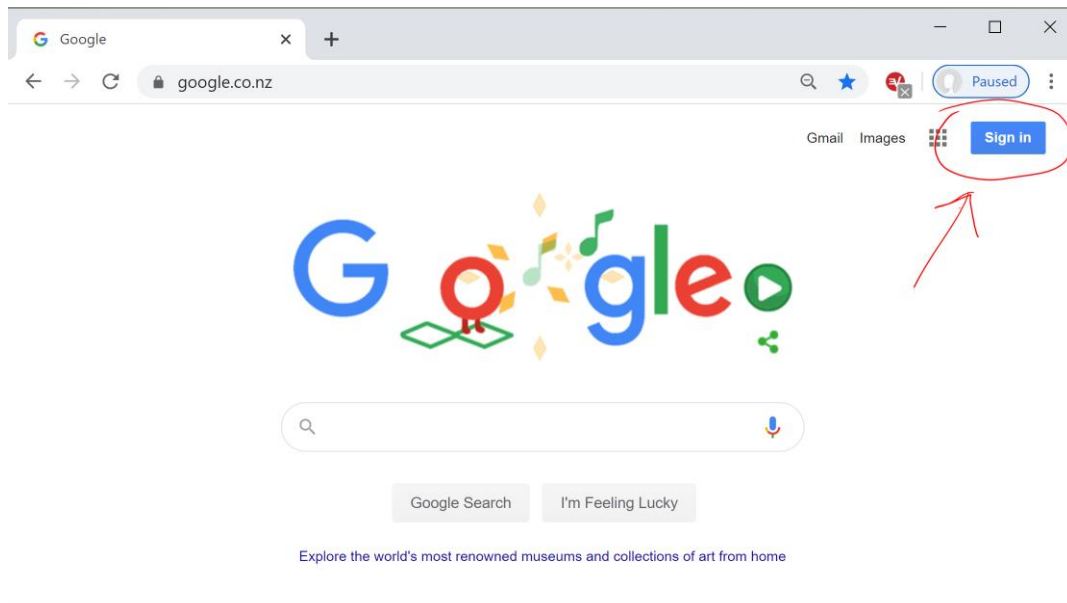 Google
google.co.nz
Paused
Gmail Images
Sign in
Google
Google Search
I'm Feeling Lucky
Explore the world's most renowned museums and collections of art from home